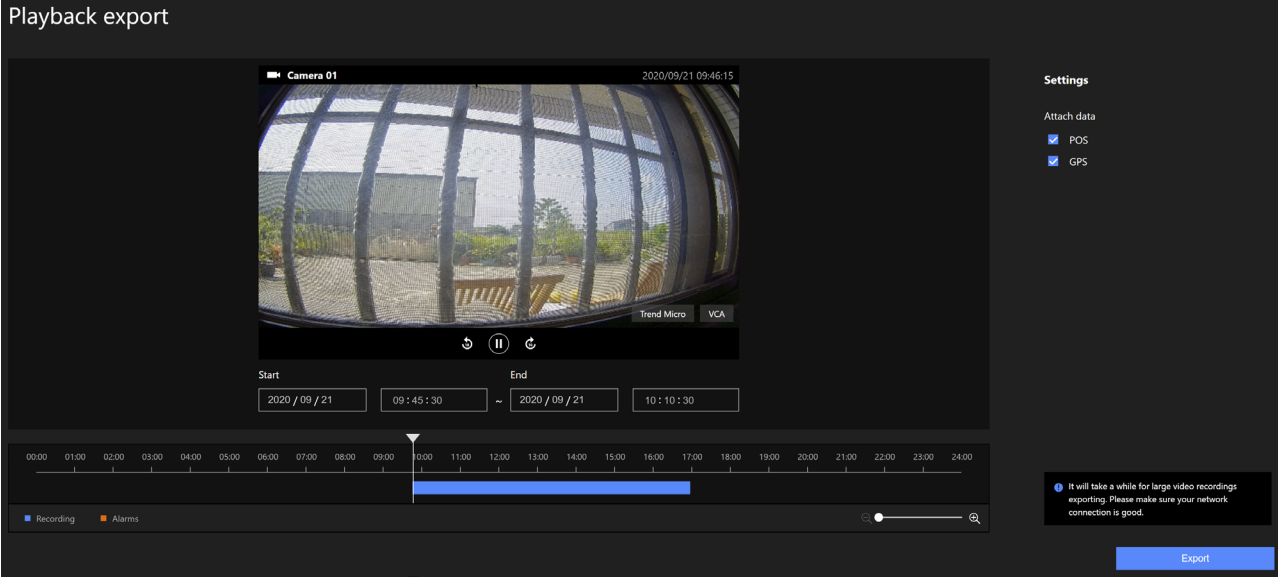 Playback export
Camera 01
2020/09/21 09:46:15
Trend Micro
VCA
Start
End
2020 / 09 / 21
09 : 45 : 30
~
2020 / 09 / 21
10 : 10 : 30
00:00 01:00 02:00 03:00 04:00 05:00 06:00 07:00 08:00 09:00 10:00 11:00 12:00 13:00 14:00 15:00 16:00 17:00 18:00 19:00 20:00 21:00 22:00 23:00 24:00
Recording
Alarms
Settings
Attach data
POS
GPS
It will take a while for large video recordings
exporting. Please make sure your network
connection is good.
Export